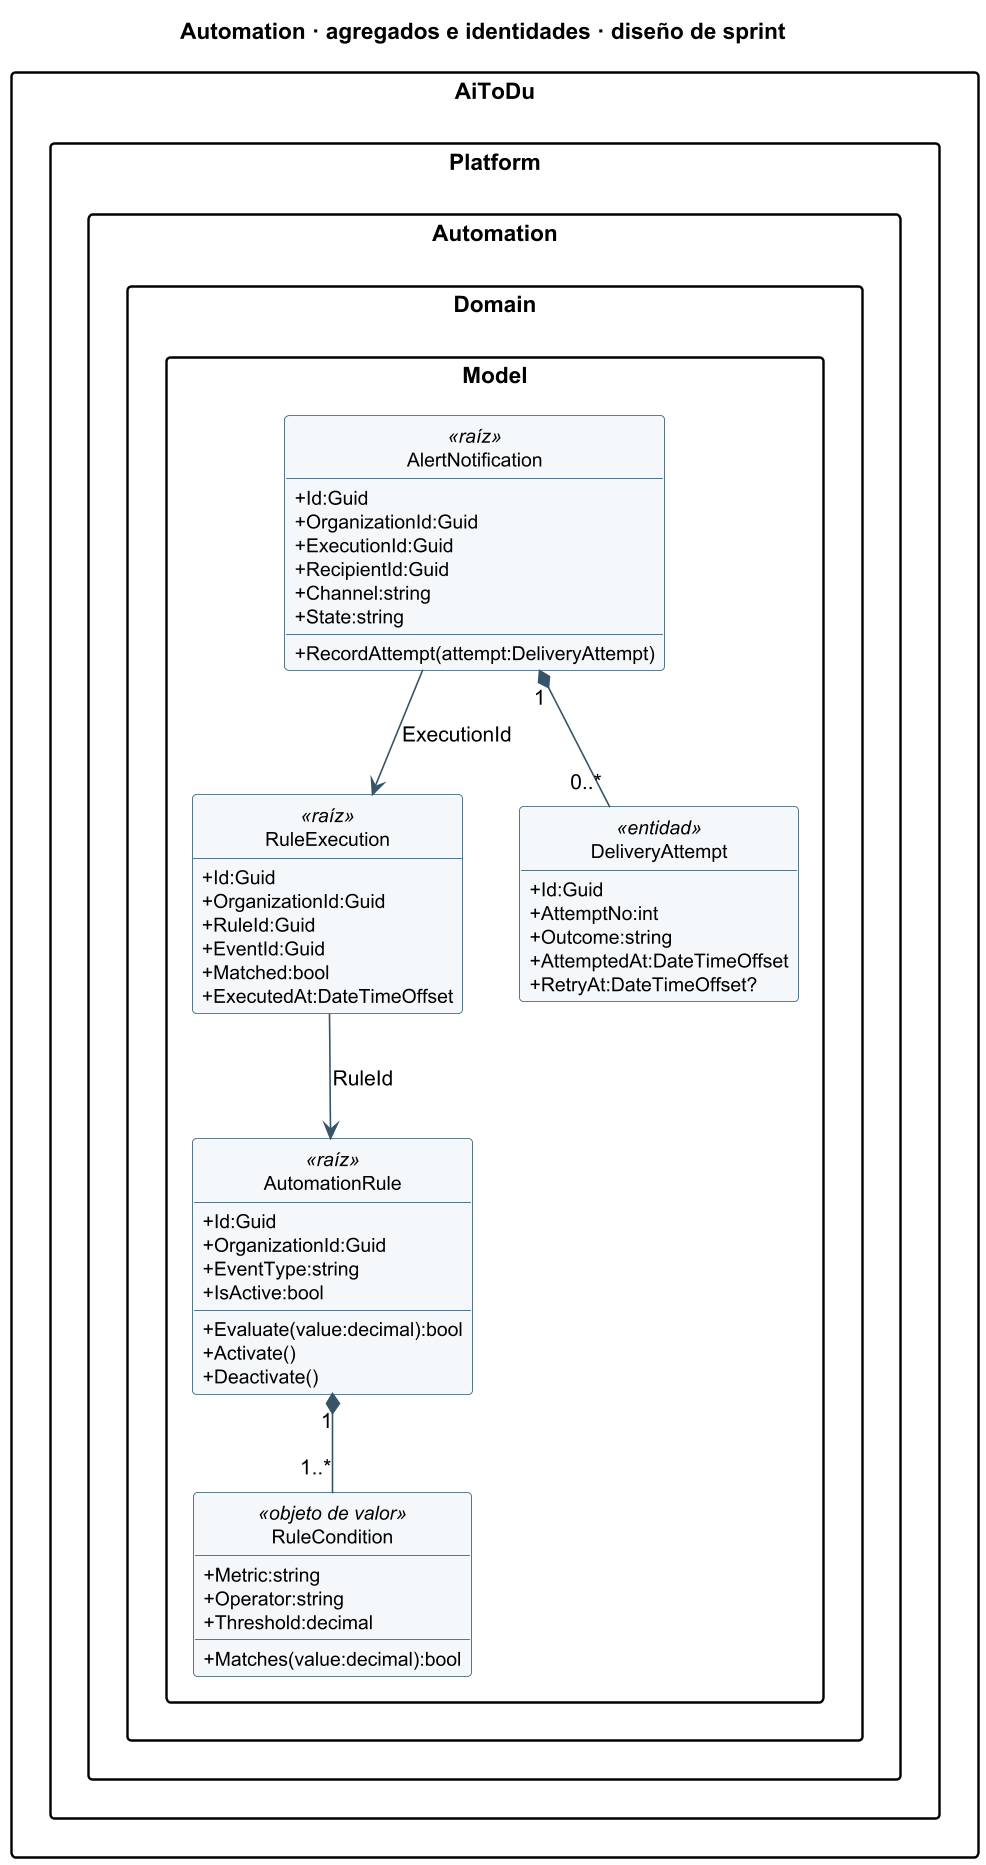 Automation · agregados e identidades · diseño de sprint
AiToDu
Platform
Automation
Domain
Model
«raíz»
AlertNotification
+Id:Guid
+OrganizationId:Guid
+ExecutionId:Guid
+RecipientId:Guid
+Channel:string
+State:string
+RecordAttempt(attempt:DeliveryAttempt)
1
ExecutionId
0..*
«raíz»
RuleExecution
+Id:Guid
+OrganizationId:Guid
+RuleId:Guid
+EventId:Guid
+Matched:bool
+ExecutedAt:DateTimeOffset
«entidad»
DeliveryAttempt
+Id:Guid
+AttemptNo:int
+Outcome:string
+AttemptedAt:DateTimeOffset
+RetryAt:DateTimeOffset?
RuleId
«raíz»
AutomationRule
+Id:Guid
+OrganizationId:Guid
+EventType:string
+IsActive:bool
+Evaluate(value:decimal):bool
+Activate()
+Deactivate()
1
1..*
«objeto de valor»
RuleCondition
+Metric:string
+Operator:string
+Threshold:decimal
+Matches(value:decimal):bool